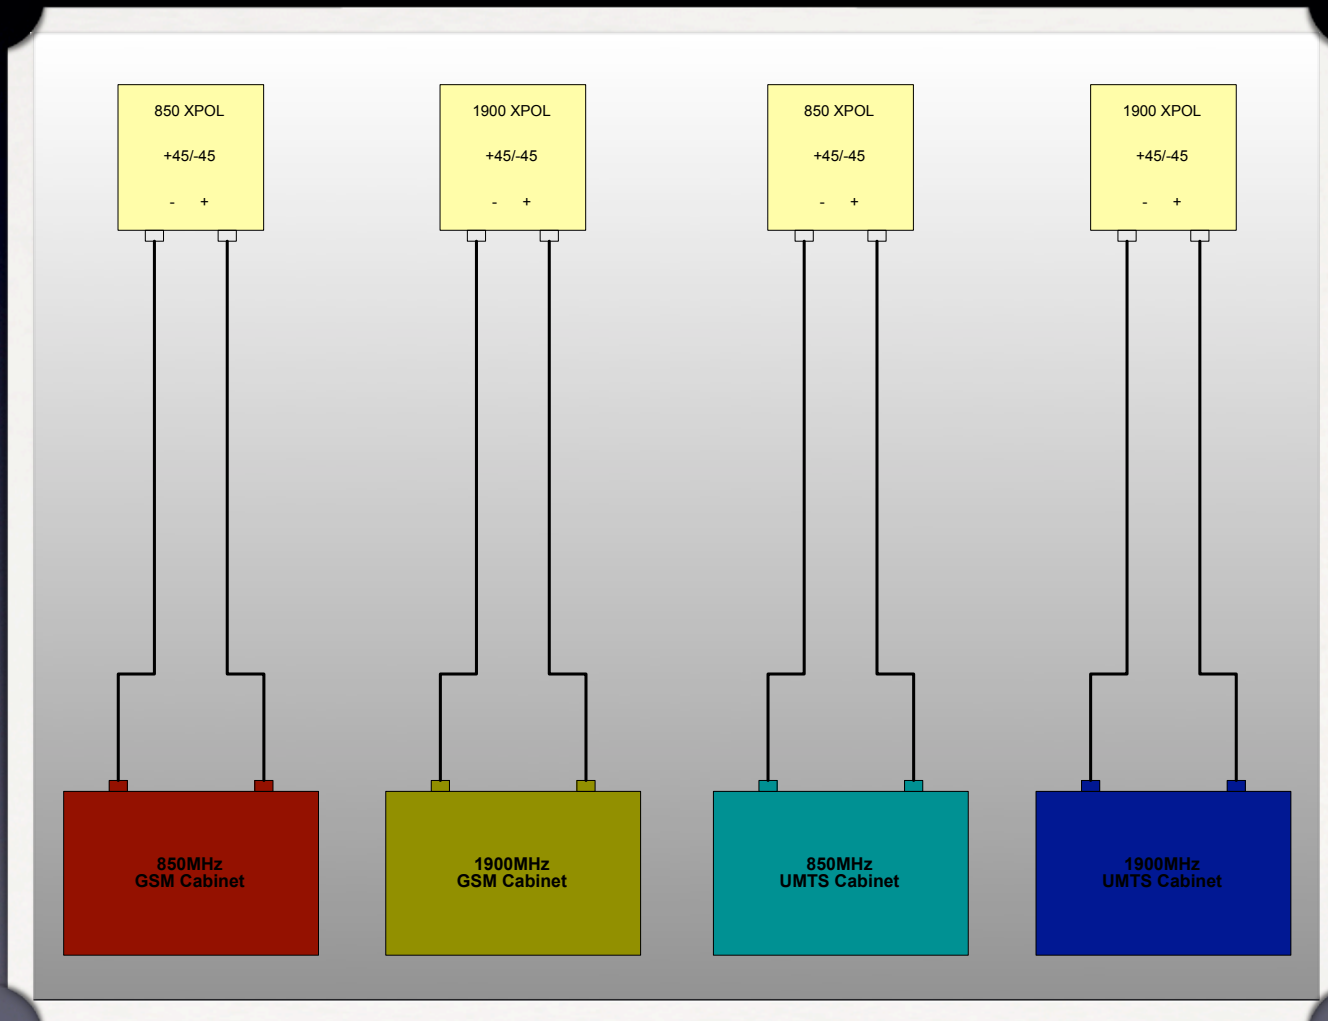 850 XPOL
+45/-45
- +
1900 XPOL
+45/-45
- +
850 XPOL
+45/-45
- +
1900 XPOL
+45/-45
- +
850MHz
GSM Cabinet
1900MHz
GSM Cabinet
850MHz
UMTS Cabinet
1900MHz
UMTS Cabinet